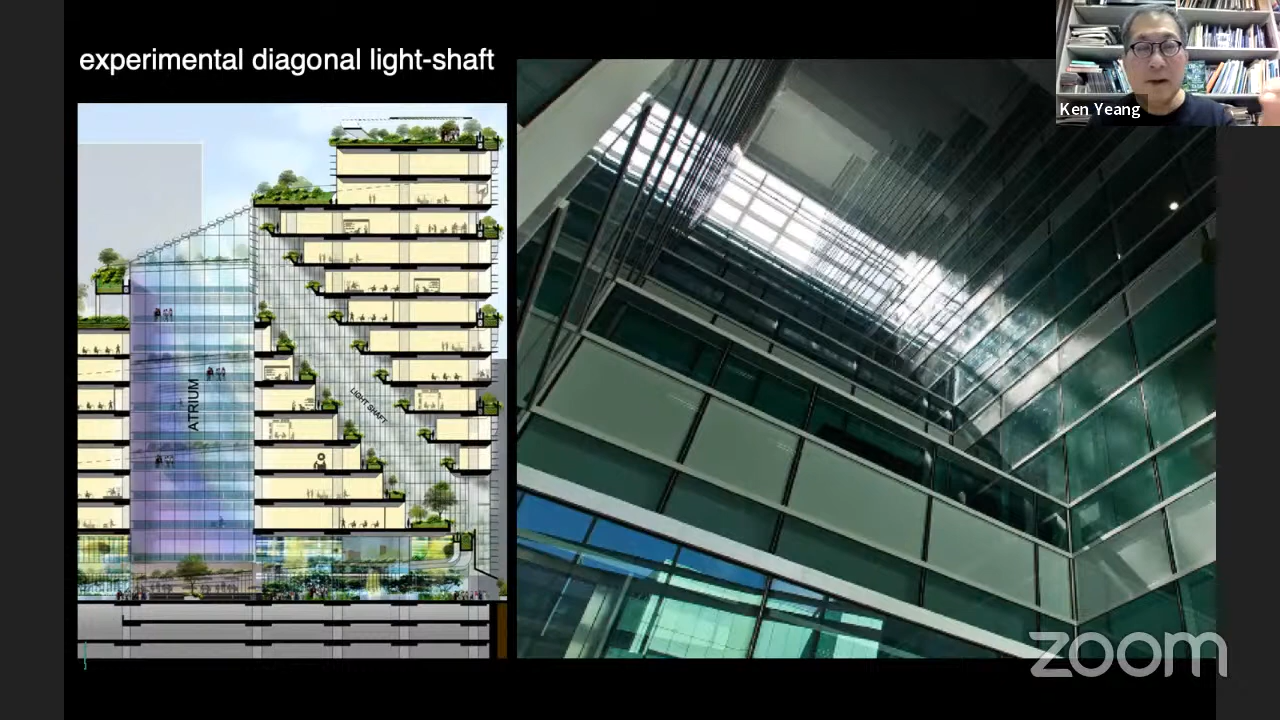 experimental diagonal light-shaft
Ken Yeang
ATRIUM
LIGHT SHAFT
zoom